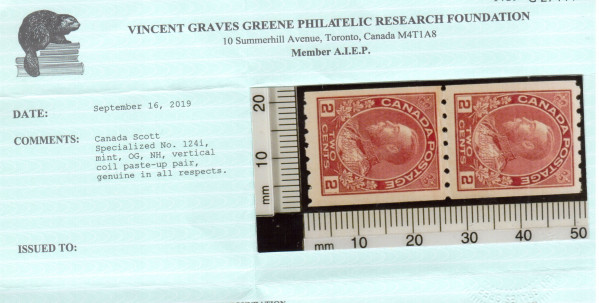 VINCENT GRAVES GREENE PHILATELIC RESEARCH FOUNDATION
10 Summerhill Avenue, Toronto, Canada M4T1A8
Member A.I.E.P.
DATE: September 16, 2019
COMMENTS: Canada Scott
Specialized No. 124i,
mint, OG, NH, vertical
coil paste-up pair,
genuine in all respects.
ISSUED TO:
20
10
mm
CANADA POSTAGE
2 TWO CENTS 2
CANADA POSTAGE
2 TWO CENTS 2
mm 10 20 30 40 50